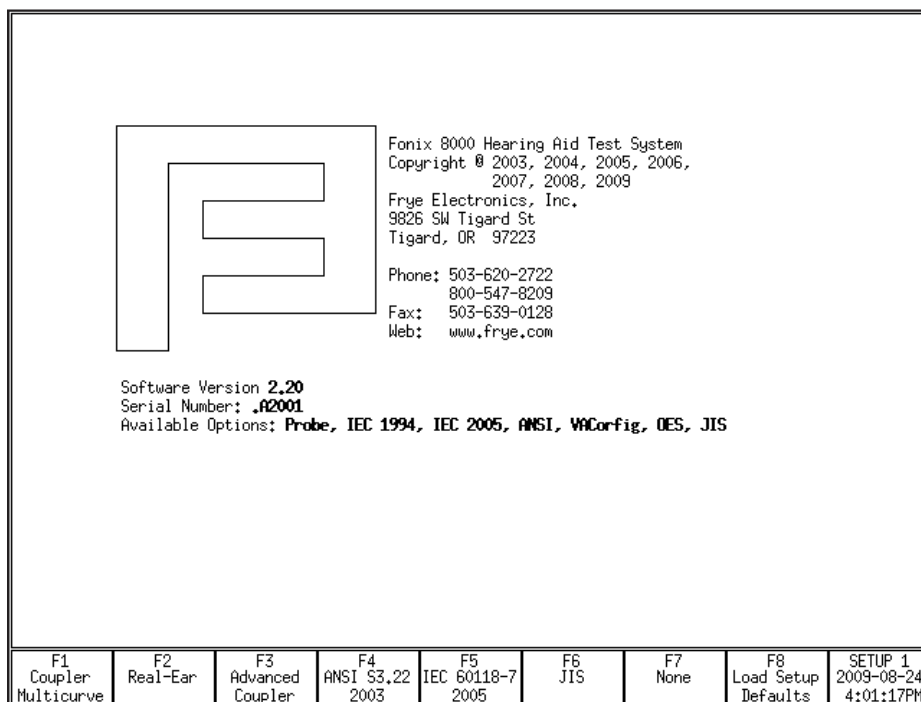 Fonix 8000 Hearing Aid Test System
Copyright @ 2003, 2004, 2005, 2006,
2007, 2008, 2009
Frye Electronics, Inc.
9826 SW Tigard St
Tigard, OR 97223
Phone: 503-620-2722
800-547-8209
Fax: 503-639-0128
Web: www.frye.com
Software Version 2.20
Serial Number: .A2001
Available Options: Probe, IEC 1994, IEC 2005, ANSI, VACorfig, OES, JIS
F1
Coupler
Multicurve
F2
Real-Ear
F3
Advanced
Coupler
F4
ANSI S3.22
2003
F5
IEC 60118-7
2005
F6
JIS
F7
None
F8
Load Setup
Defaults
SETUP 1
2009-08-24
4:01:17PM